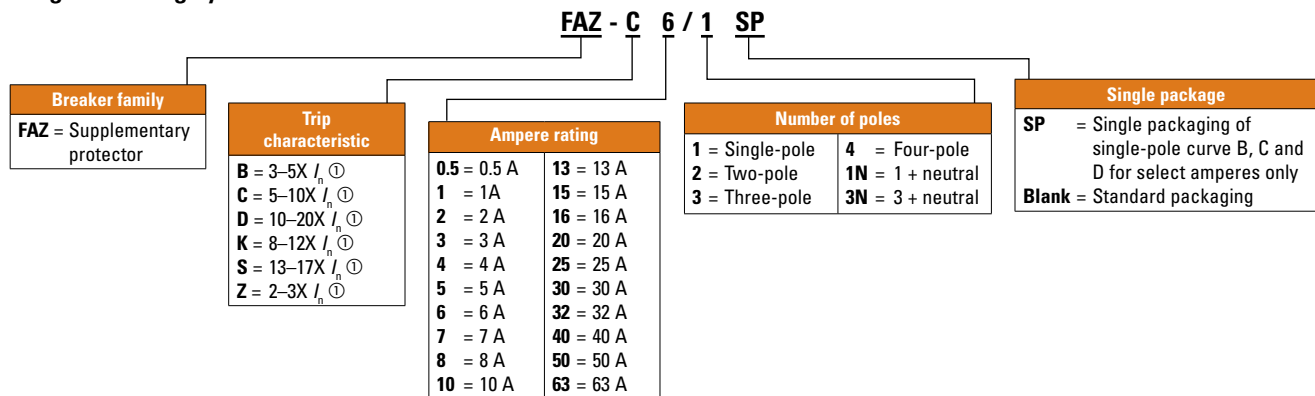 FAZ - C 6 / 1 SP
Breaker family
FAZ = Supplementary
protector
Trip
characteristic
B = 3–5X Iₙ ①
C = 5–10X Iₙ ①
D = 10–20X Iₙ ①
K = 8–12X Iₙ ①
S = 13–17X Iₙ ①
Z = 2–3X Iₙ ①
Ampere rating
0.5 = 0.5 A
1 = 1A
2 = 2 A
3 = 3 A
4 = 4 A
5 = 5 A
6 = 6 A
7 = 7 A
8 = 8 A
10 = 10 A
13 = 13 A
15 = 15 A
16 = 16 A
20 = 20 A
25 = 25 A
30 = 30 A
32 = 32 A
40 = 40 A
50 = 50 A
63 = 63 A
Number of poles
1 = Single-pole
2 = Two-pole
3 = Three-pole
4 = Four-pole
1N = 1 + neutral
3N = 3 + neutral
Single package
SP = Single packaging of
single-pole curve B, C and
D for select amperes only
Blank = Standard packaging